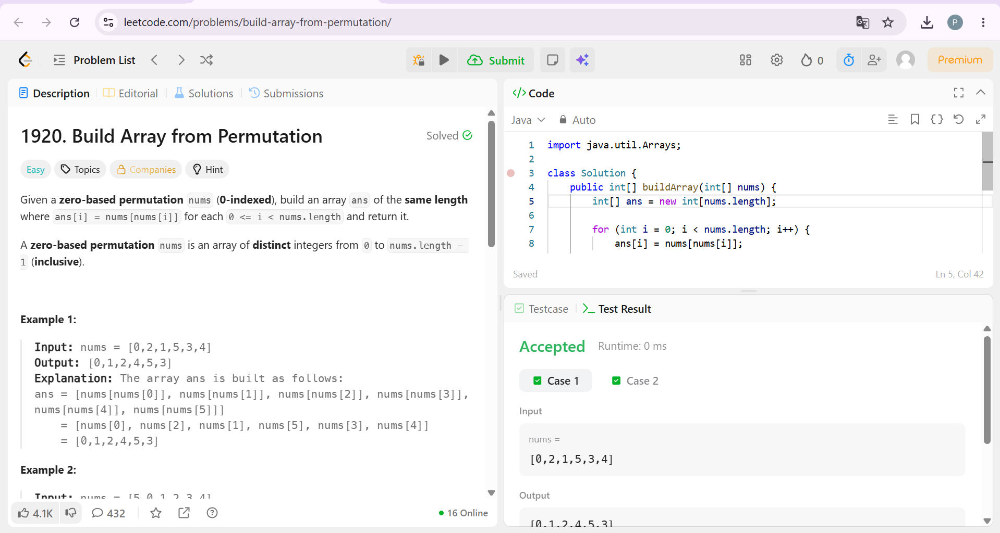 leetcode.com/problems/build-array-from-permutation/
P
Problem List
Submit
0
Premium
Description
Editorial
Solutions
Submissions
1920. Build Array from Permutation
Solved
Easy
Topics
Companies
Hint
Given a zero-based permutation nums (0-indexed), build an array ans of the same length
where ans[i] = nums[nums[i]] for each 0 <= i < nums.length and return it.
A zero-based permutation nums is an array of distinct integers from 0 to nums.length -
1 (inclusive).
Example 1:
Input: nums = [0,2,1,5,3,4]
Output: [0,1,2,4,5,3]
Explanation: The array ans is built as follows:
ans = [nums[nums[0]], nums[nums[1]], nums[nums[2]], nums[nums[3]],
nums[nums[4]], nums[nums[5]]]
= [nums[0], nums[2], nums[1], nums[5], nums[3], nums[4]]
= [0,1,2,4,5,3]
Example 2:
Input: nums = [5,0,1,2,3,4]
4.1K
432
16 Online
</> Code
Java
Auto
1 import java.util.Arrays;
2
3 class Solution {
4 public int[] buildArray(int[] nums) {
5 int[] ans = new int[nums.length];
6
7 for (int i = 0; i < nums.length; i++) {
8 ans[i] = nums[nums[i]];
Saved
Ln 5, Col 42
Testcase
Test Result
Accepted
Runtime: 0 ms
Case 1
Case 2
Input
nums =
[0,2,1,5,3,4]
Output
[0,1,2,4,5,3]